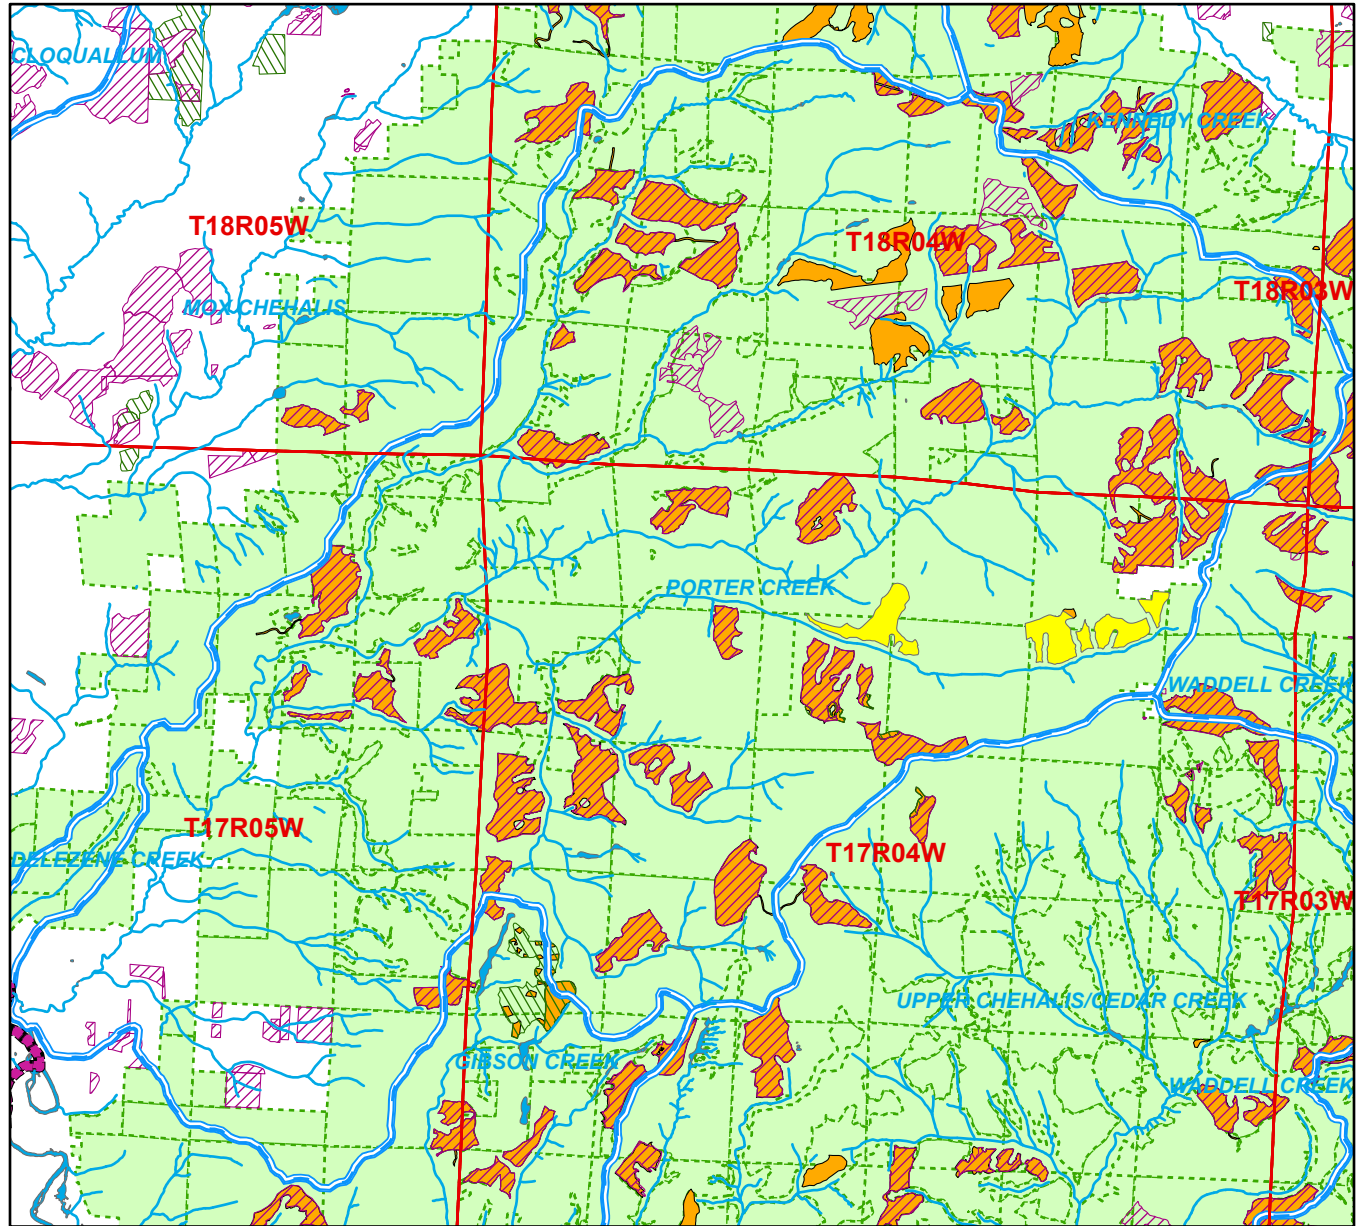 CLOQUALLUM
KENNEDY CREEK
T18R05W
T18R04W
T18R03W
MOX CHEHALIS
PORTER CREEK
WADDELL CREEK
T17R05W
T17R04W
DELEZENE CREEK
T17R03W
UPPER CHEHALIS/CEDAR CREEK
GIBSON CREEK
WADDELL CREEK